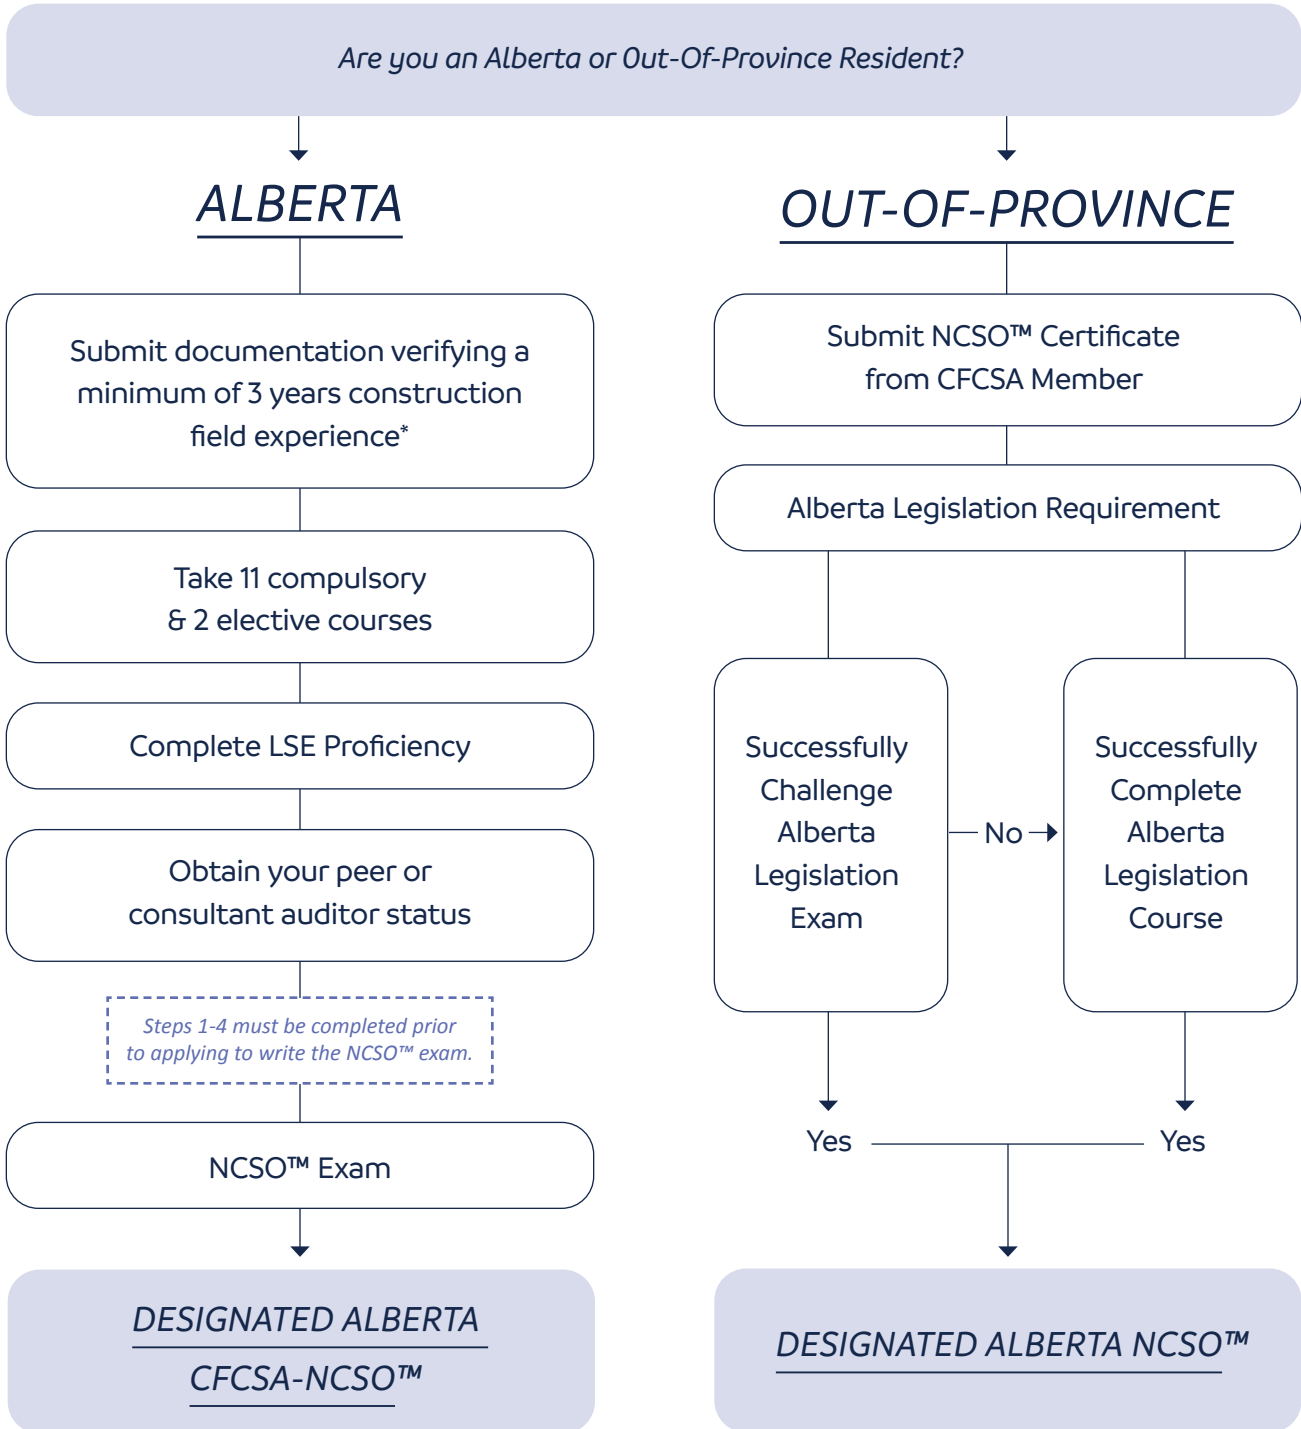 Are you an Alberta or Out-Of-Province Resident?
ALBERTA
Submit documentation verifying a
minimum of 3 years construction
field experience*
Take 11 compulsory
& 2 elective courses
Complete LSE Proficiency
Obtain your peer or
consultant auditor status
Steps 1-4 must be completed prior
to applying to write the NCSO™ exam.
NCSO™ Exam
DESIGNATED ALBERTA
CFCSA-NCSO™
OUT-OF-PROVINCE
Submit NCSO™ Certificate
from CFCSA Member
Alberta Legislation Requirement
Successfully
Challenge
Alberta
Legislation
Exam
No
Successfully
Complete
Alberta
Legislation
Course
Yes
Yes
DESIGNATED ALBERTA NCSO™